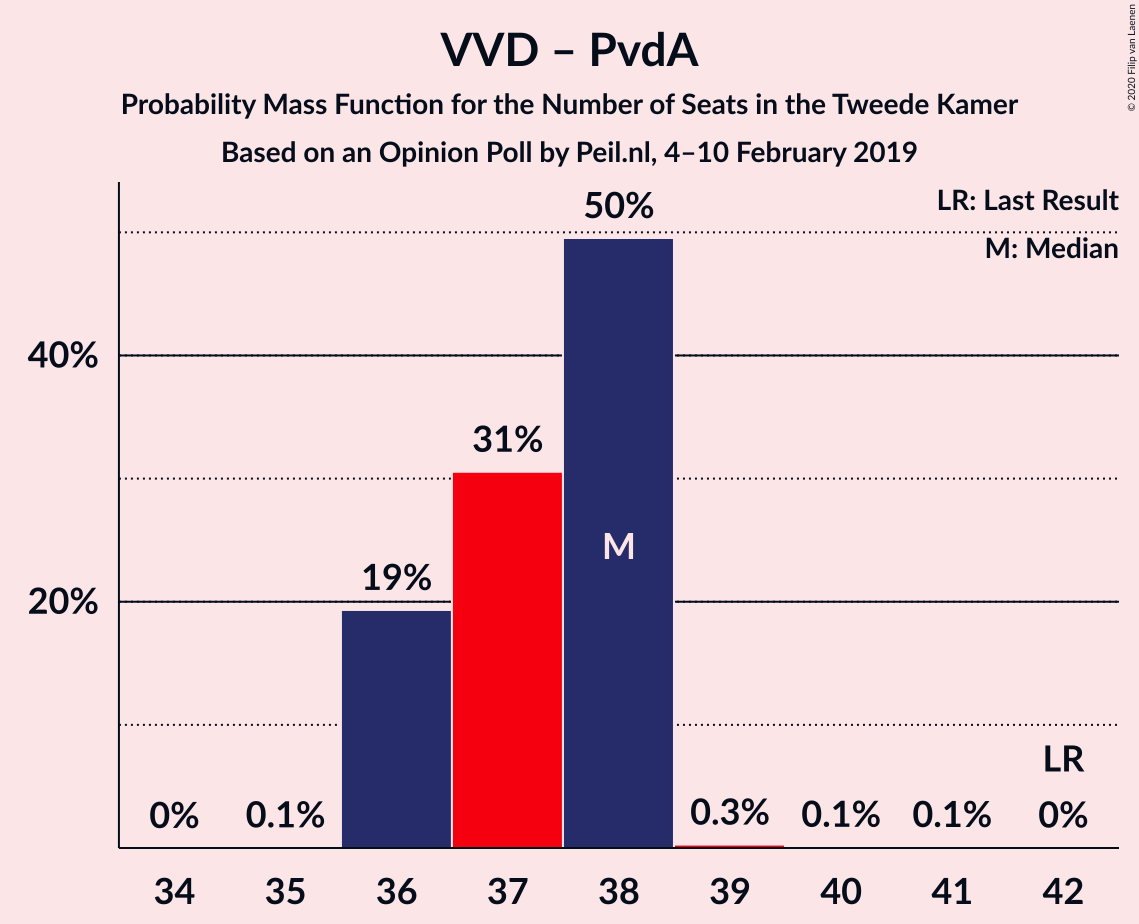 VVD – PvdA
Probability Mass Function for the Number of Seats in the Tweede Kamer
Based on an Opinion Poll by Peil.nl, 4–10 February 2019
© 2020 Filip van Laenen
LR: Last Result
M: Median
50%
40%
31%
M
19%
20%
LR
0% 0.1% 0.3% 0.1% 0.1% 0%
34 35 36 37 38 39 40 41 42